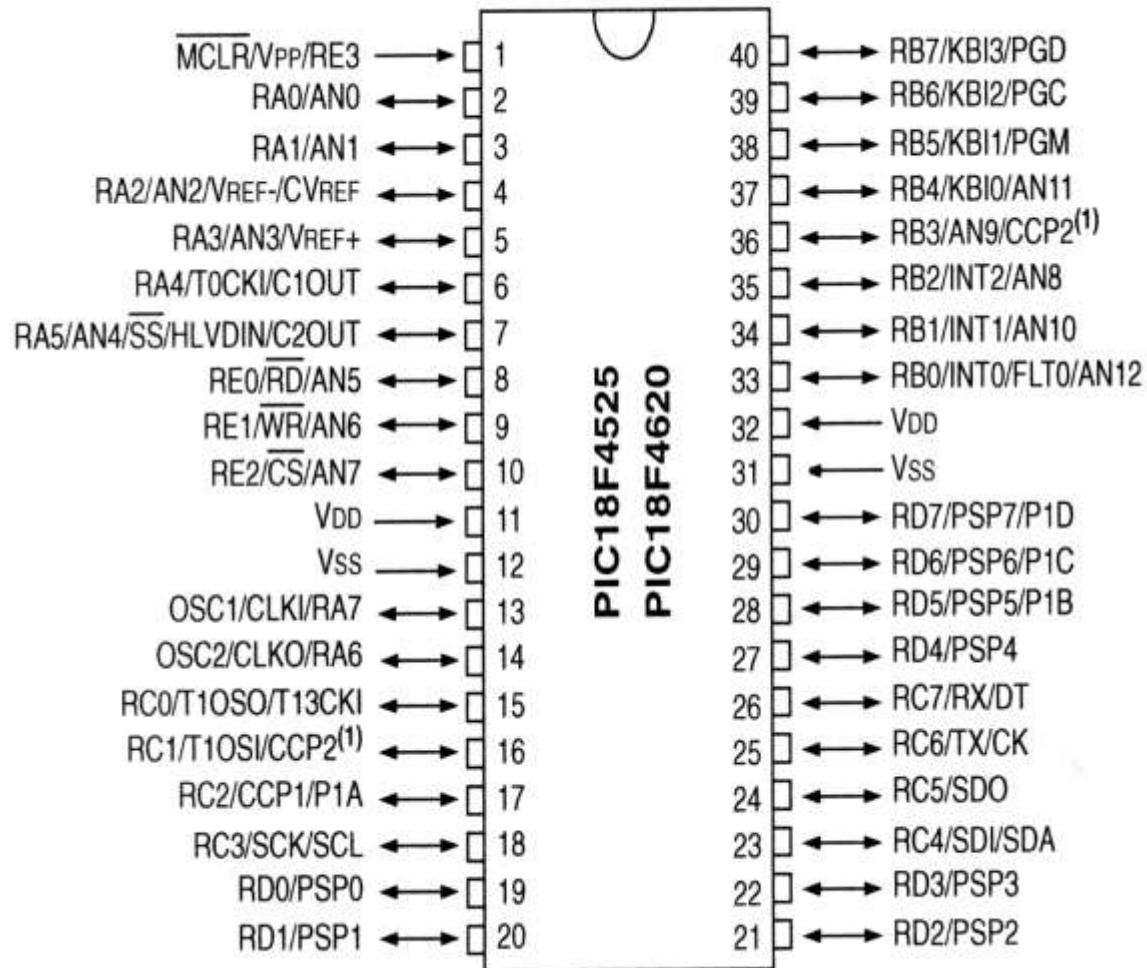 M̅C̅L̅R̅/VPP/RE3 1
RA0/AN0 2
RA1/AN1 3
RA2/AN2/VREF-/CVREF 4
RA3/AN3/VREF+ 5
RA4/T0CKI/C1OUT 6
RA5/AN4/S̅S̅/HLVDIN/C2OUT 7
RE0/R̅D̅/AN5 8
RE1/W̅R̅/AN6 9
RE2/C̅S̅/AN7 10
VDD 11
VSS 12
OSC1/CLKI/RA7 13
OSC2/CLKO/RA6 14
RC0/T1OSO/T13CKI 15
RC1/T1OSI/CCP2(1) 16
RC2/CCP1/P1A 17
RC3/SCK/SCL 18
RD0/PSP0 19
RD1/PSP1 20
PIC18F4525
PIC18F4620
40 RB7/KBI3/PGD
39 RB6/KBI2/PGC
38 RB5/KBI1/PGM
37 RB4/KBI0/AN11
36 RB3/AN9/CCP2(1)
35 RB2/INT2/AN8
34 RB1/INT1/AN10
33 RB0/INT0/FLT0/AN12
32 VDD
31 VSS
30 RD7/PSP7/P1D
29 RD6/PSP6/P1C
28 RD5/PSP5/P1B
27 RD4/PSP4
26 RC7/RX/DT
25 RC6/TX/CK
24 RC5/SDO
23 RC4/SDI/SDA
22 RD3/PSP3
21 RD2/PSP2